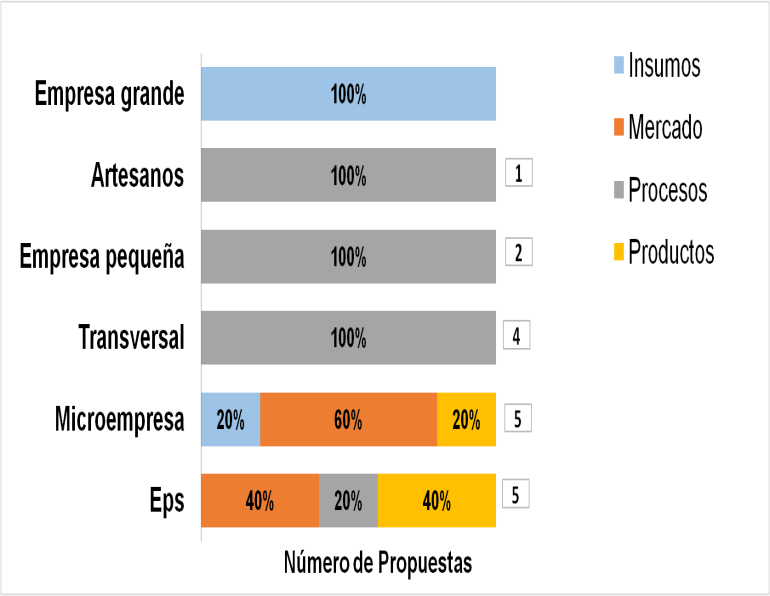 Empresa grande 100%
Artesanos 100% 1
Empresa pequeña 100% 2
Transversal 100% 4
Microempresa 20% 60% 20% 5
Eps 40% 20% 40% 5
Número de Propuestas
Insumos
Mercado
Procesos
Productos